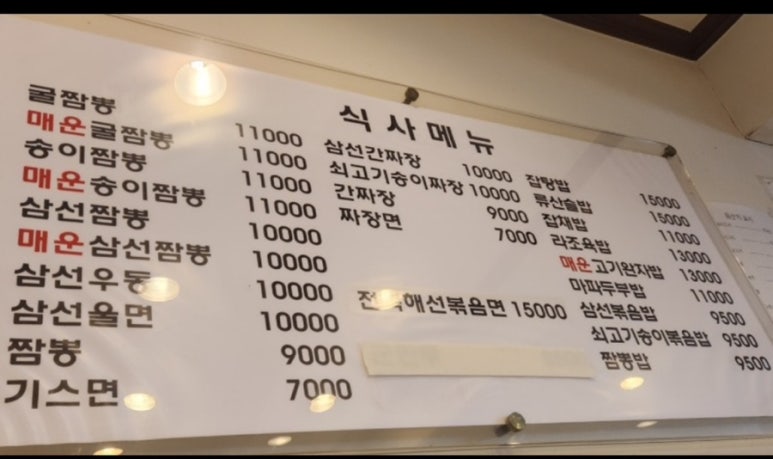 식사메뉴
굴짬뽕 11000
매운굴짬뽕 11000
송이짬뽕 11000
매운송이짬뽕 11000
삼선짬뽕 10000
매운삼선짬뽕 10000
삼선우동 10000
삼선울면 10000
짬뽕 9000
기스면 7000
삼선간짜장 10000
쇠고기송이짜장 10000
간짜장 9000
짜장면 7000
전복해선볶음면 15000
잡탕밥 15000
류산슬밥 15000
잡채밥 11000
라조육밥 13000
매운고기완자밥 13000
마파두부밥 11000
삼선볶음밥 9500
쇠고기송이볶음밥 9500
짬뽕밥 9500